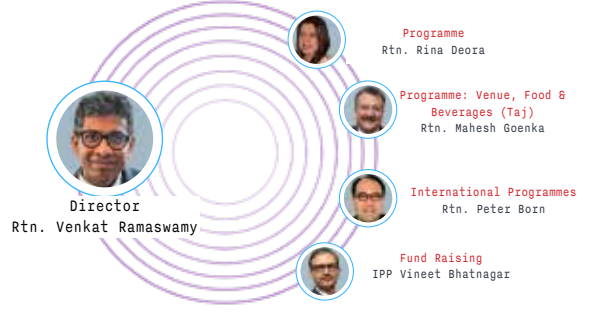 Programme
Rtn. Rina Deora
Programme: Venue, Food &
Beverages (Taj)
Rtn. Mahesh Goenka
Director
Rtn. Venkat Ramaswamy
International Programmes
Rtn. Peter Born
Fund Raising
IPP Vineet Bhatnagar